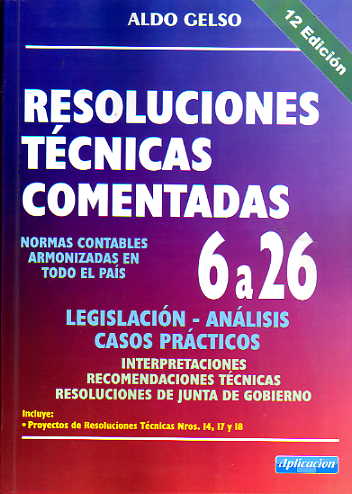 ALDO GELSO
12 Edición
RESOLUCIONES
TÉCNICAS
COMENTADAS
NORMAS CONTABLES
ARMONIZADAS EN
TODO EL PAÍS
6 a 26
LEGISLACIÓN - ANÁLISIS
CASOS PRÁCTICOS
INTERPRETACIONES
RECOMENDACIONES TÉCNICAS
RESOLUCIONES DE JUNTA DE GOBIERNO
Incluye:
• Proyectos de Resoluciones Técnicas Nros. 14, 17 y 18
Aplicacion